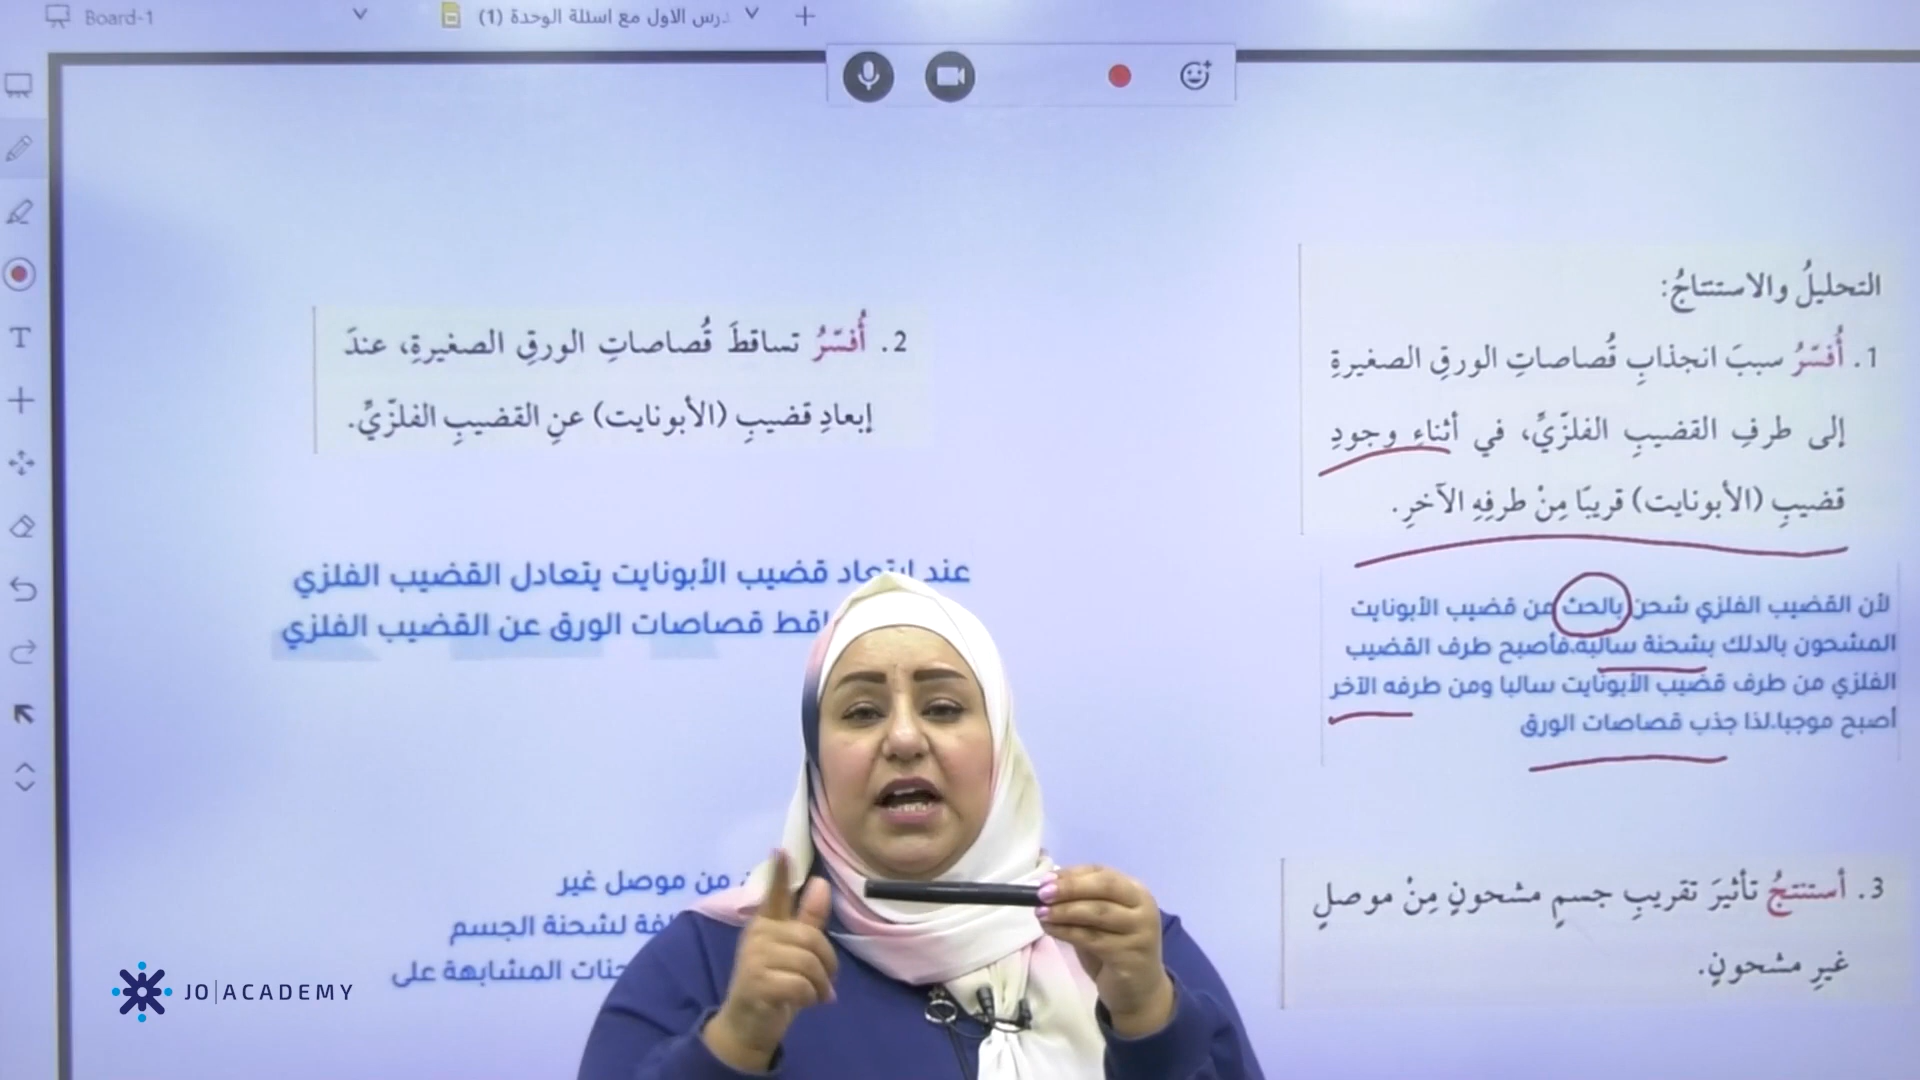 Board-1
درس الاول مع اسئلة الوحدة (1)
التحليلُ والاستنتاجُ:
1. أُفسّرُ سببَ انجذابِ قُصاصاتِ الورقِ الصغيرةِ
إلى طرفِ القضيبِ الفلزّيِّ، في أثناءِ وجودِ
قضيبِ (الأبونايت) قريبًا مِنْ طرفِهِ الآخرِ.
لأن القضيب الفلزي شحن بالحث من قضيب الأبونايت
المشحون بالدلك بشحنة سالبة.فأصبح طرف القضيب
الفلزي من طرف قضيب الأبونايت سالبا ومن طرفه الآخر
أصبح موجبا.لذا جذب قصاصات الورق
2. أُفسّرُ تساقطَ قُصاصاتِ الورقِ الصغيرةِ، عندَ
إبعادِ قضيبِ (الأبونايت) عنِ القضيبِ الفلزّيِّ.
عند ابتعاد قضيب الأبونايت يتعادل القضيب الفلزي
قصاصات الورق عن القضيب الفلزي
3. أستنتجُ تأثيرَ تقريبِ جسمٍ مشحونٍ مِنْ موصلٍ
غيرِ مشحونٍ.
من موصل غير
لشحنة الجسم
المشابهة على
JO|ACADEMY
T